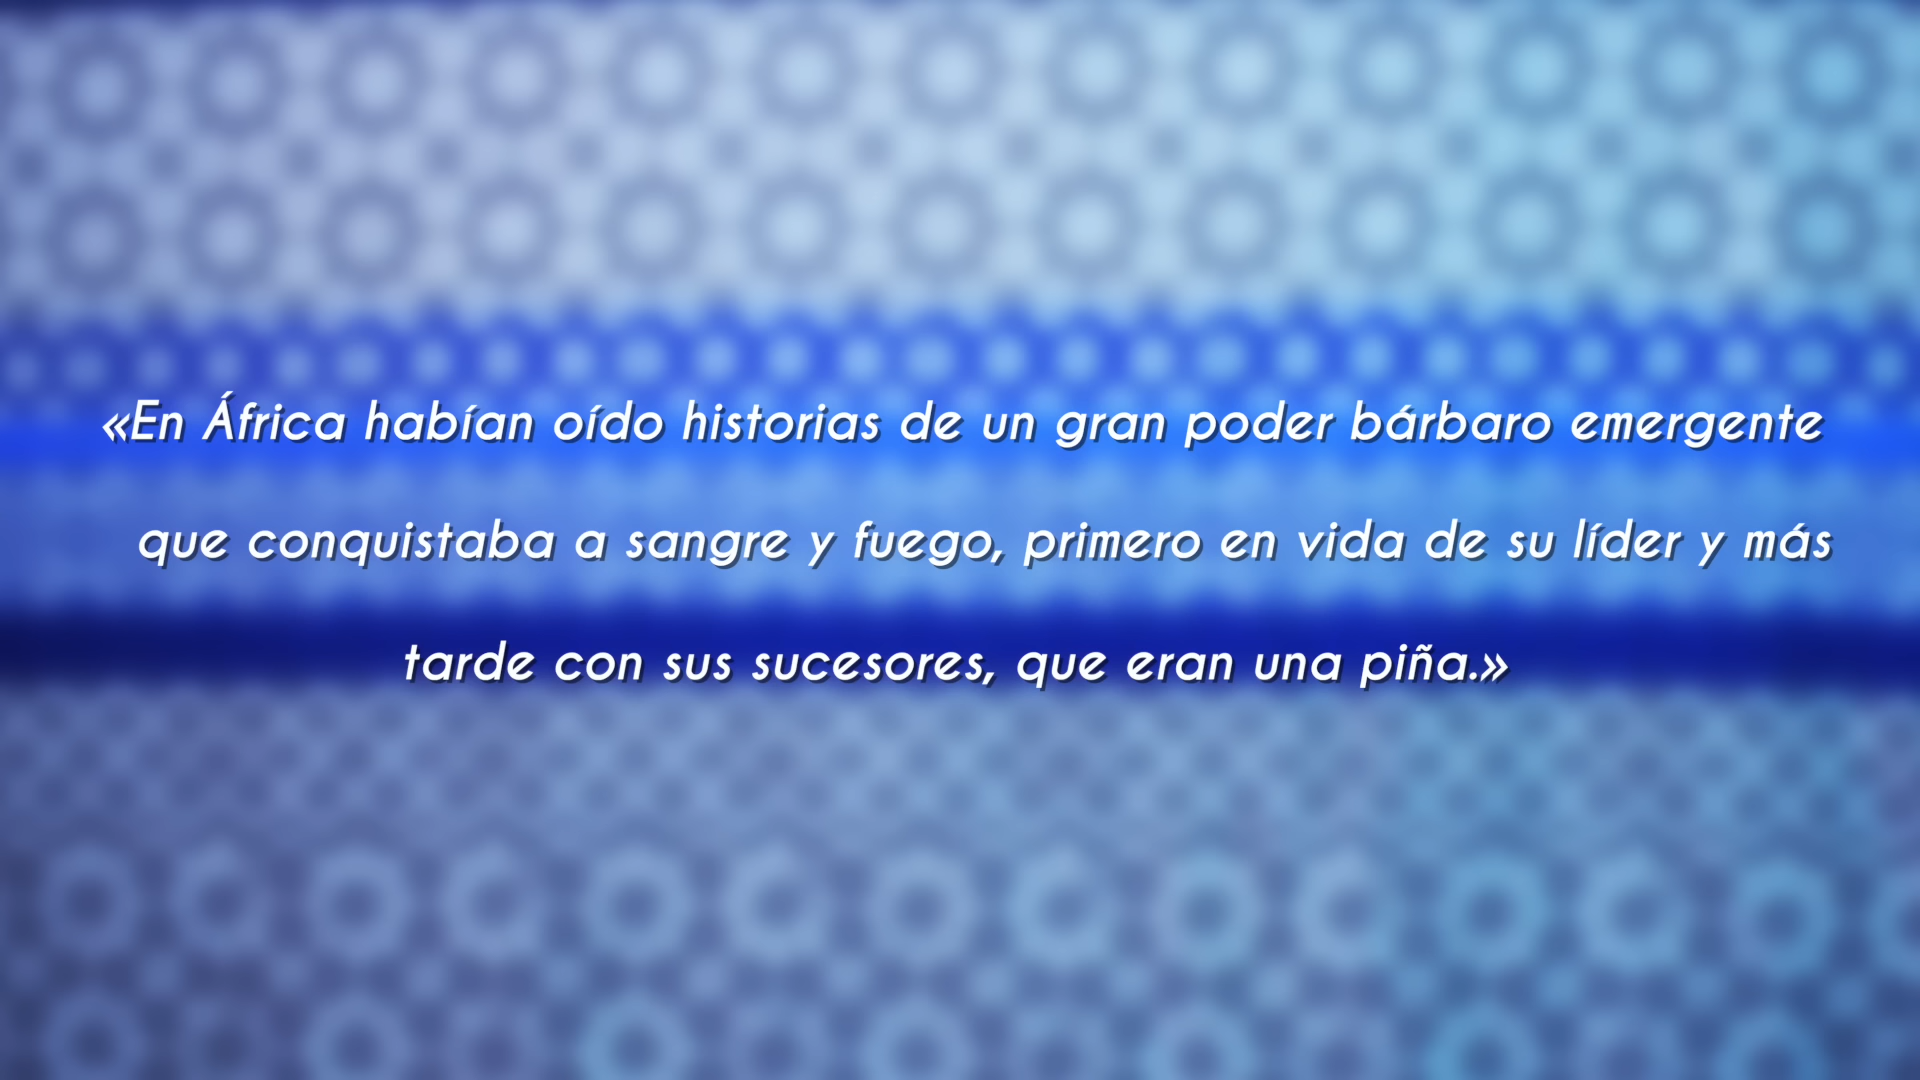 «En África habían oído historias de un gran poder bárbaro emergente
que conquistaba a sangre y fuego, primero en vida de su líder y más
tarde con sus sucesores, que eran una piña.»